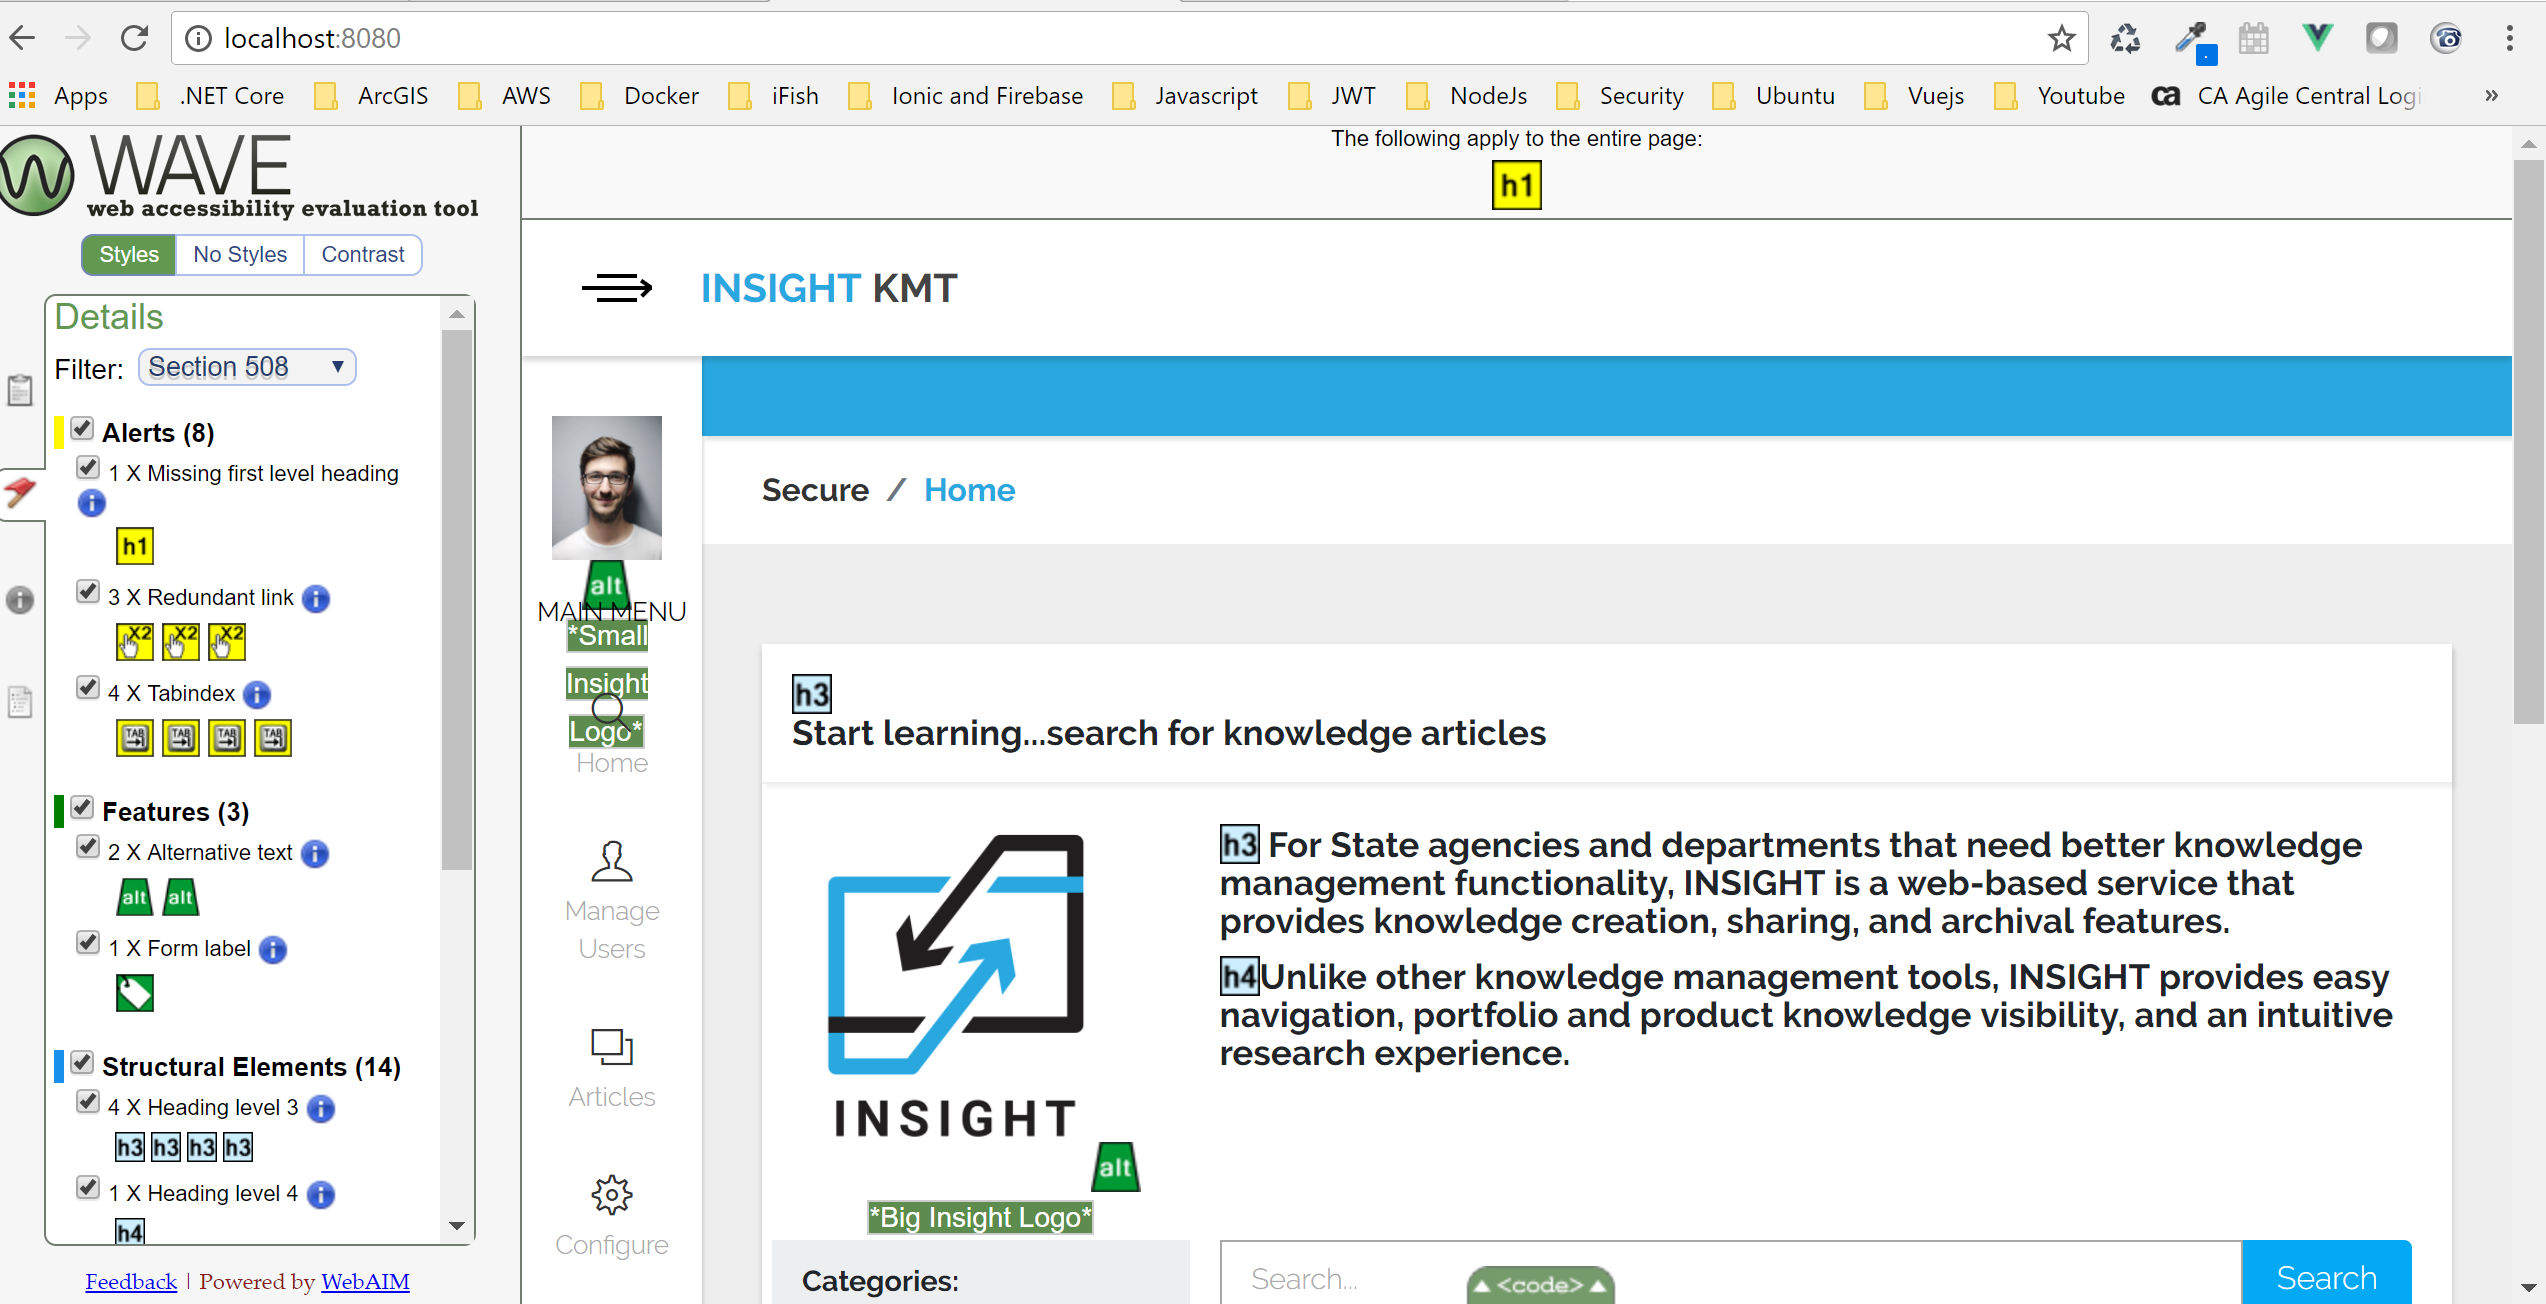 localhost:8080
Apps .NET Core ArcGIS AWS Docker iFish Ionic and Firebase Javascript JWT NodeJs Security Ubuntu Vuejs Youtube CA Agile Central Logi »
WAVE
web accessibility evaluation tool
Styles No Styles Contrast
Details
Filter: Section 508
Alerts (8)
1 X Missing first level heading
h1
3 X Redundant link
X2 X2 X2
4 X Tabindex
TAB TAB TAB TAB
Features (3)
2 X Alternative text
alt alt
1 X Form label
Structural Elements (14)
4 X Heading level 3
h3 h3 h3 h3
1 X Heading level 4
h4
Feedback | Powered by WebAIM
The following apply to the entire page:
h1
INSIGHT KMT
alt
MAIN MENU
*Small
Insight
Logo*
Home
Manage
Users
Articles
Configure
Secure / Home
h3
Start learning...search for knowledge articles
INSIGHT
alt
*Big Insight Logo*
h3 For State agencies and departments that need better knowledge
management functionality, INSIGHT is a web-based service that
provides knowledge creation, sharing, and archival features.
h4 Unlike other knowledge management tools, INSIGHT provides easy
navigation, portfolio and product knowledge visibility, and an intuitive
research experience.
Categories:
Search...
<code>
Search